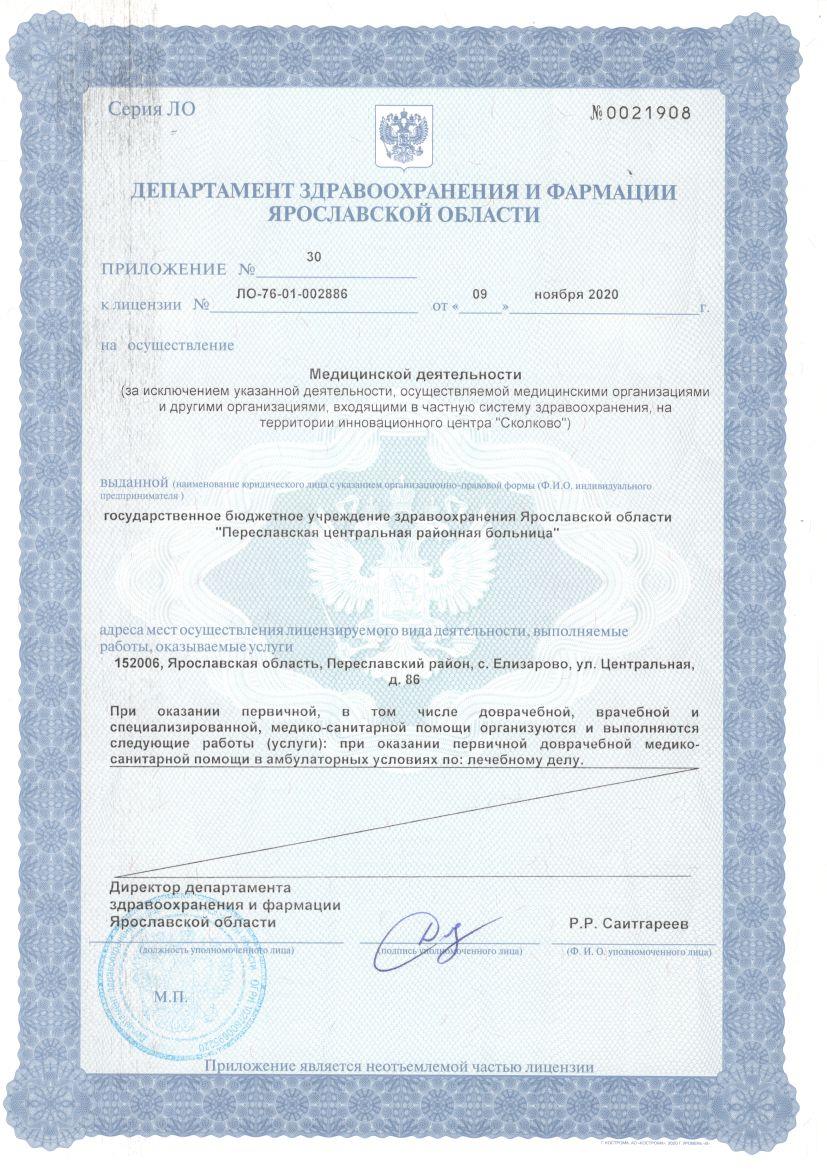 Серия ЛО
№0021908
ДЕПАРТАМЕНТ ЗДРАВООХРАНЕНИЯ И ФАРМАЦИИ
ЯРОСЛАВСКОЙ ОБЛАСТИ
ПРИЛОЖЕНИЕ № 30
к лицензии № ЛО-76-01-002886 от « 09 » ноября 2020 г.
на осуществление
Медицинской деятельности
(за исключением указанной деятельности, осуществляемой медицинскими организациями
и другими организациями, входящими в частную систему здравоохранения, на
территории инновационного центра "Сколково")
выданной (наименование юридического лица с указанием организационно-правовой формы (Ф.И.О. индивидуального
предпринимателя )
государственное бюджетное учреждение здравоохранения Ярославской области
"Переславская центральная районная больница"
адреса мест осуществления лицензируемого вида деятельности, выполняемые
работы, оказываемые услуги
152006, Ярославская область, Переславский район, с. Елизарово, ул. Центральная,
д. 86
При оказании первичной, в том числе доврачебной, врачебной и
специализированной, медико-санитарной помощи организуются и выполняются
следующие работы (услуги): при оказании первичной доврачебной медико-
санитарной помощи в амбулаторных условиях по: лечебному делу.
Директор департамента
здравоохранения и фармации
Ярославской области
Р.Р. Саитгареев
(должность уполномоченного лица)
(подпись уполномоченного лица)
(Ф. И. О. уполномоченного лица)
М.П.
Приложение является неотъемлемой частью лицензии